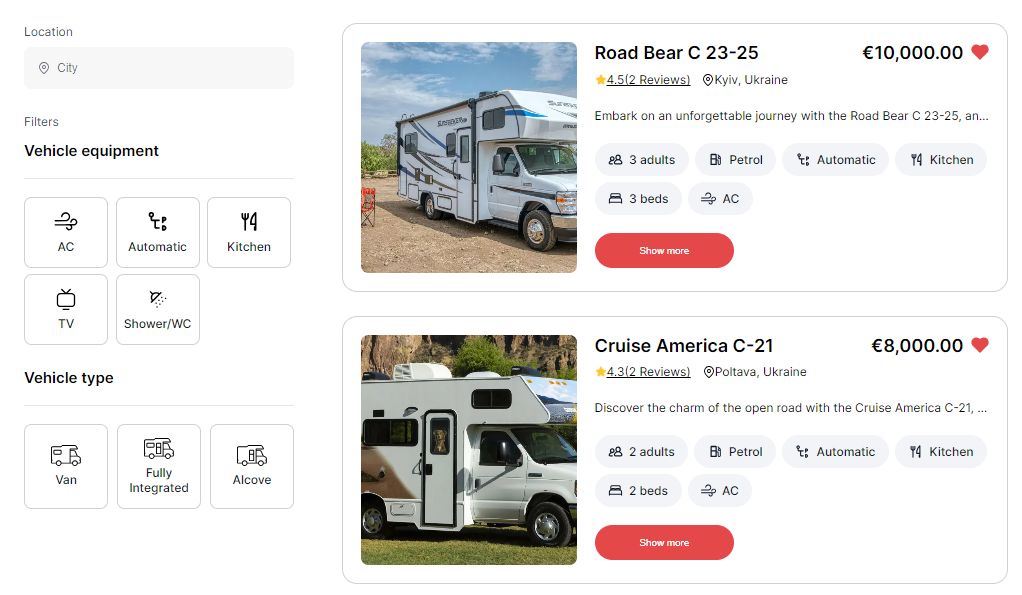 Location
City
Filters
Vehicle equipment
AC
Automatic
Kitchen
TV
Shower/WC
Vehicle type
Van
Fully
Integrated
Alcove
Road Bear C 23-25
€10,000.00
4.5(2 Reviews)
Kyiv, Ukraine
Embark on an unforgettable journey with the Road Bear C 23-25, an...
3 adults
Petrol
Automatic
Kitchen
3 beds
AC
Show more
Cruise America C-21
€8,000.00
4.3(2 Reviews)
Poltava, Ukraine
Discover the charm of the open road with the Cruise America C-21, ...
2 adults
Petrol
Automatic
Kitchen
2 beds
AC
Show more